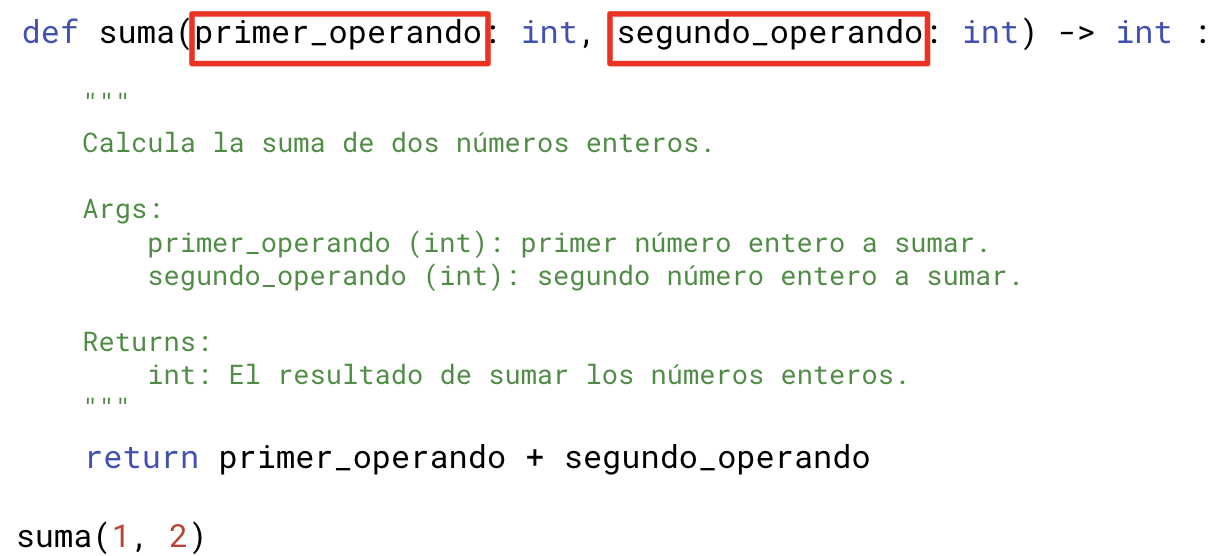 def suma(primer_operando: int, segundo_operando: int) -> int :
"""
Calcula la suma de dos números enteros.
Args:
primer_operando (int): primer número entero a sumar.
segundo_operando (int): segundo número entero a sumar.
Returns:
int: El resultado de sumar los números enteros.
"""
return primer_operando + segundo_operando
suma(1, 2)